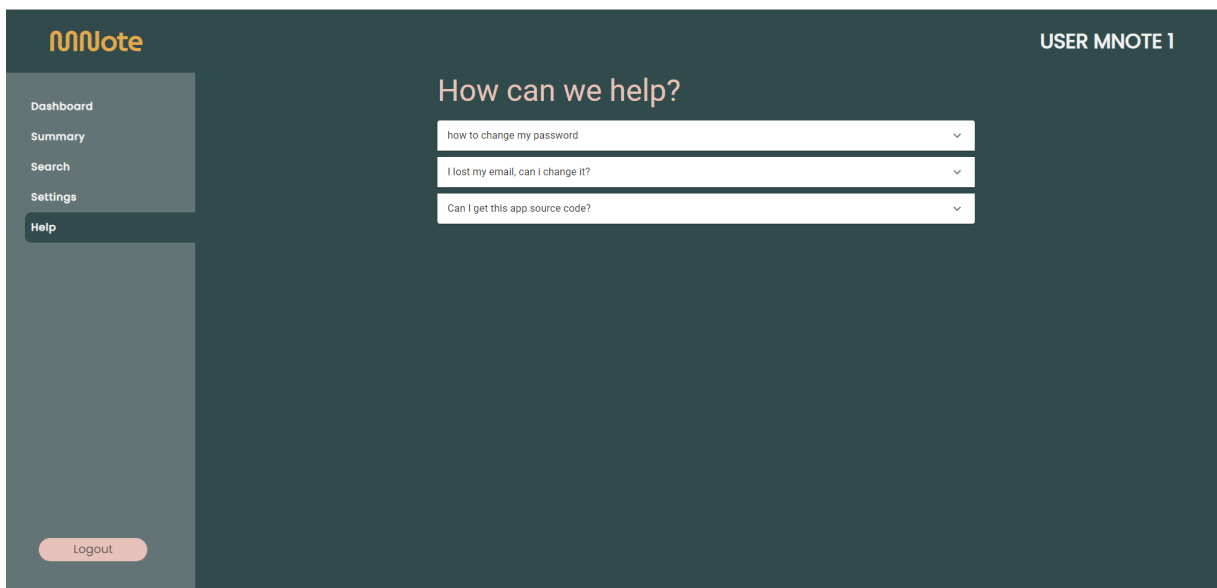 MNote
USER MNOTE 1
Dashboard
Summary
Search
Settings
Help
Logout
How can we help?
how to change my password
I lost my email, can i change it?
Can I get this app source code?